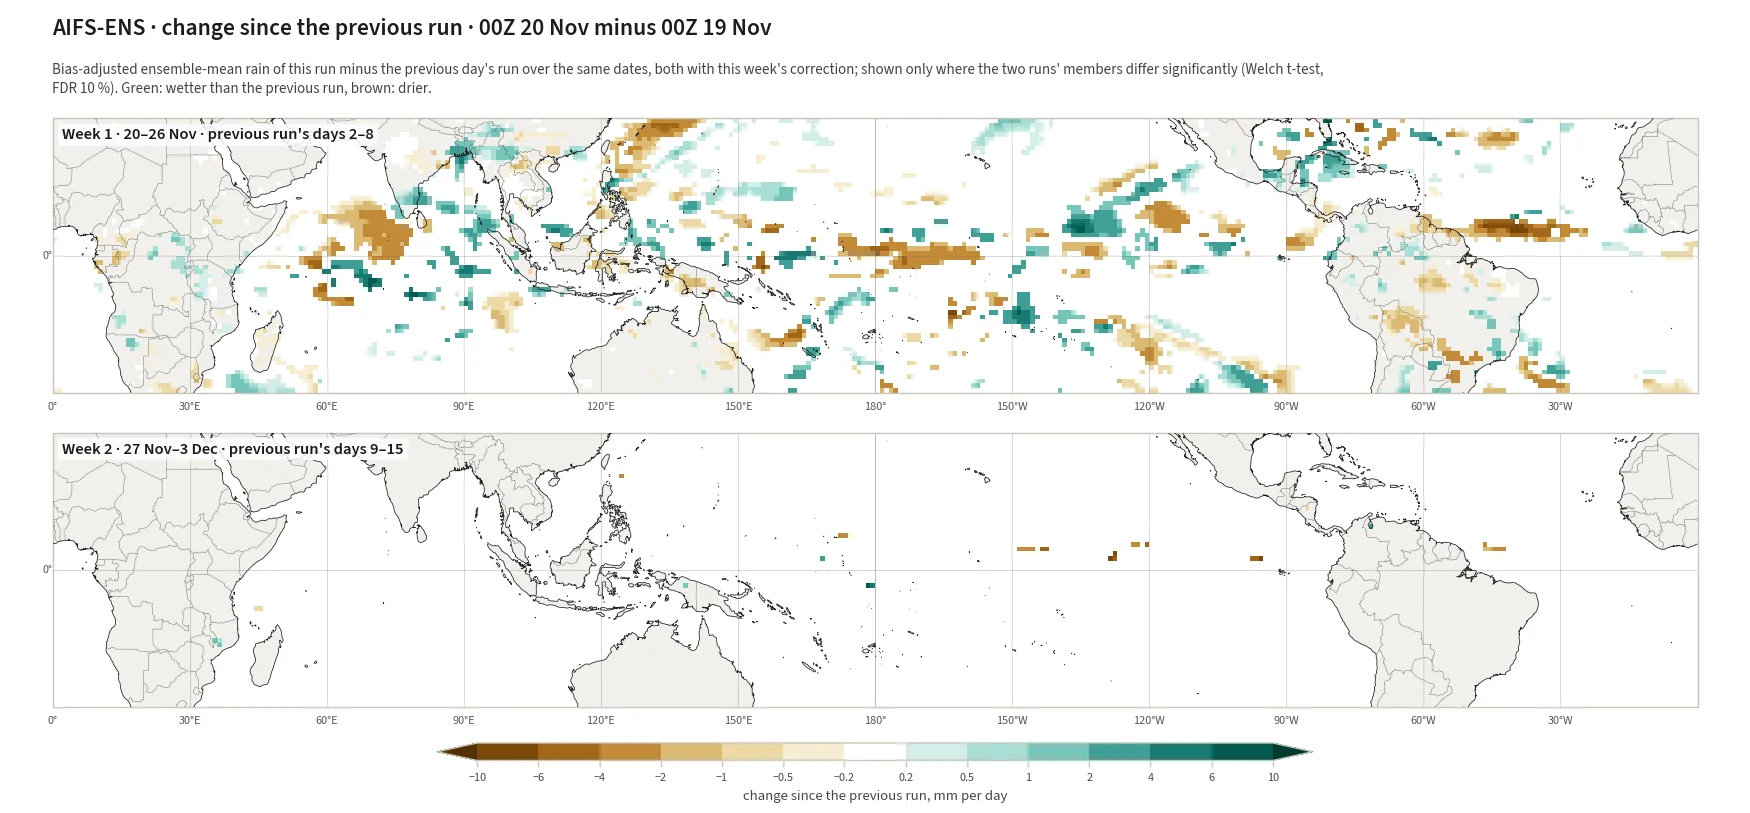 AIFS-ENS · change since the previous run · 00Z 20 Nov minus 00Z 19 Nov
Bias-adjusted ensemble-mean rain of this run minus the previous day's run over the same dates, both with this week's correction; shown only where the two runs' members differ significantly (Welch t-test,
FDR 10 %). Green: wetter than the previous run, brown: drier.
Week 1 · 20–26 Nov · previous run's days 2–8
0°
0° 30°E 60°E 90°E 120°E 150°E 180° 150°W 120°W 90°W 60°W 30°W
Week 2 · 27 Nov–3 Dec · previous run's days 9–15
0°
0° 30°E 60°E 90°E 120°E 150°E 180° 150°W 120°W 90°W 60°W 30°W
−10 −6 −4 −2 −1 −0.5 −0.2 0.2 0.5 1 2 4 6 10
change since the previous run, mm per day